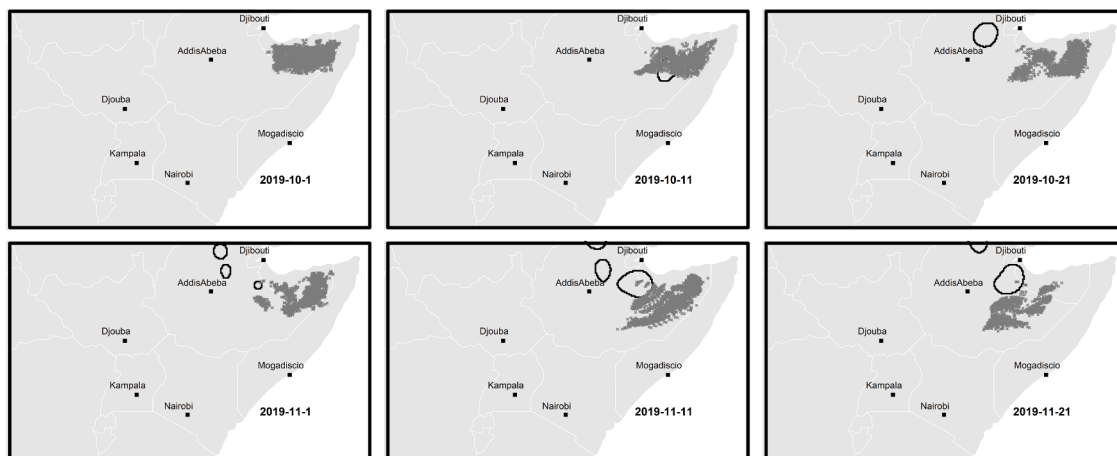 Djibouti
AddisAbeba
Djouba
Mogadiscio
Kampala
Nairobi
2019-10-1
Djibouti
AddisAbeba
Djouba
Mogadiscio
Kampala
Nairobi
2019-10-11
Djibouti
AddisAbeba
Djouba
Mogadiscio
Kampala
Nairobi
2019-10-21
Djibouti
AddisAbeba
Djouba
Mogadiscio
Kampala
Nairobi
2019-11-1
Djibouti
AddisAbeba
Djouba
Mogadiscio
Kampala
Nairobi
2019-11-11
Djibouti
AddisAbeba
Djouba
Mogadiscio
Kampala
Nairobi
2019-11-21